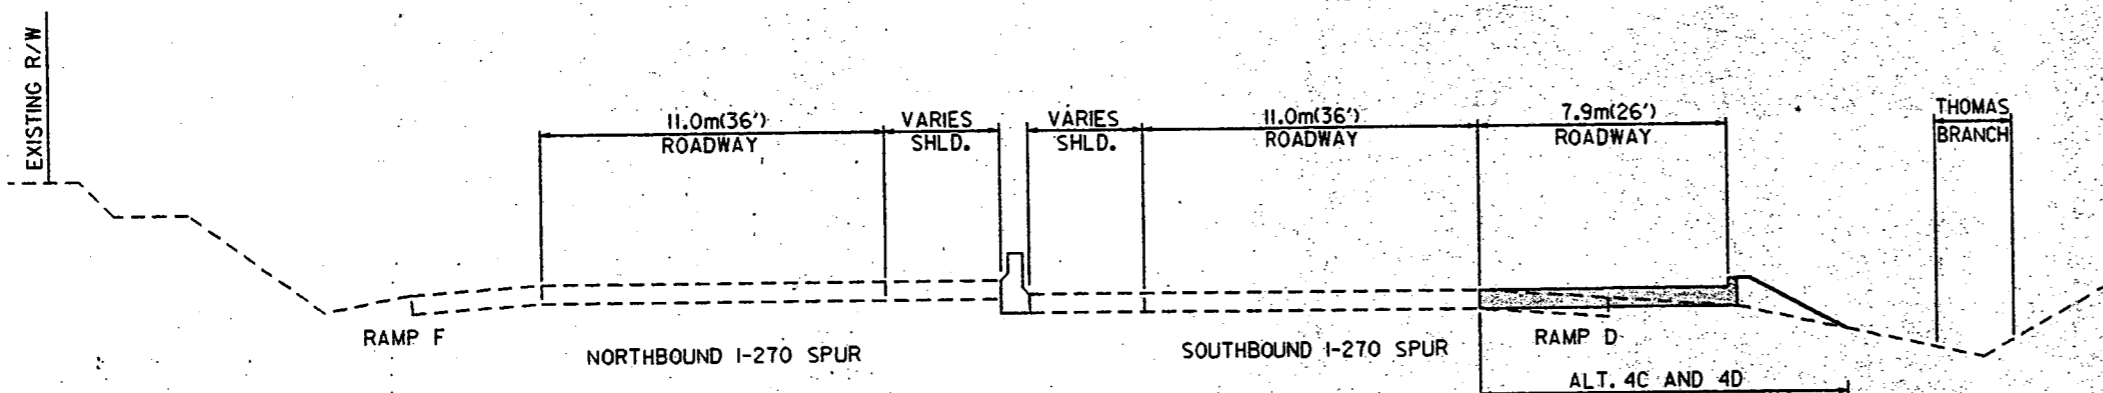 EXISTING R/W
11.0m(36')
ROADWAY
VARIES
SHLD.
VARIES
SHLD.
11.0m(36')
ROADWAY
7.9m(26')
ROADWAY
THOMAS
BRANCH
RAMP F
NORTHBOUND I-270 SPUR
SOUTHBOUND I-270 SPUR
RAMP D
ALT. 4C AND 4D